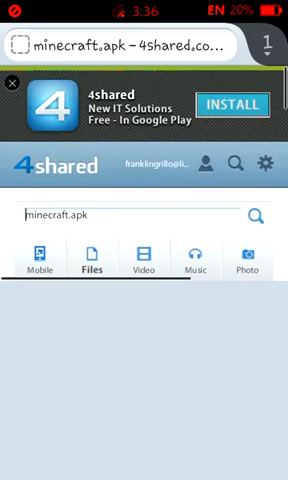 3:36 EN 20%
minecraft.apk – 4shared.co... 1
4shared
New IT Solutions
Free - In Google Play
INSTALL
4
4shared franklingrillo@li...
minecraft.apk
Mobile Files Video Music Photo